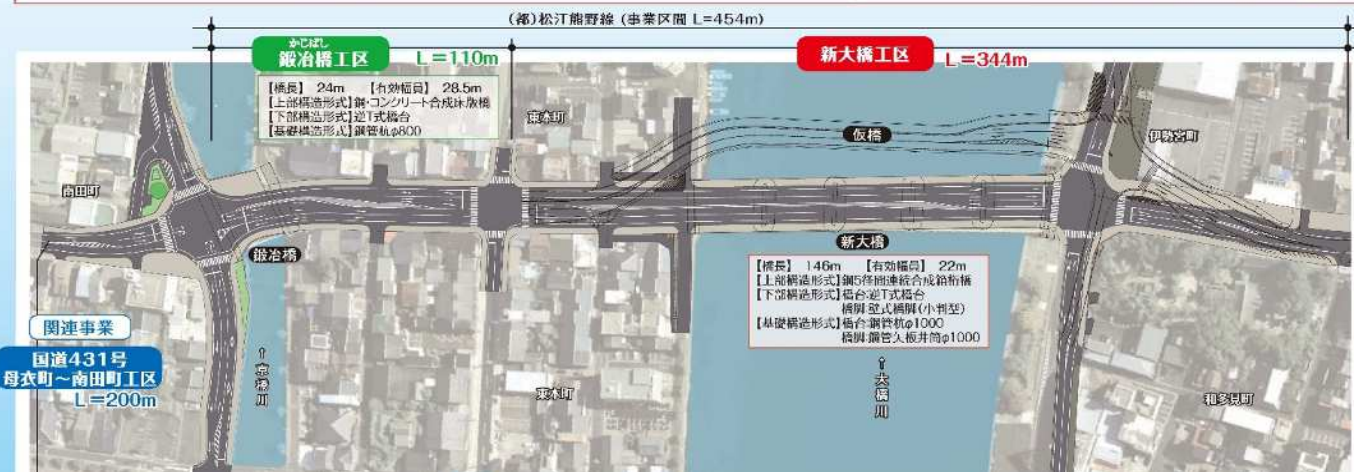 (都)松江熊野線 (事業区間 L=454m)
かじばし
鍛冶橋工区
L=110m
新大橋工区
L=344m
【橋長】 24m 【有効幅員】 28.5m
【上部構造形式】鋼・コンクリート合成床版橋
【下部構造形式】逆T式橋台
【基礎構造形式】鋼管杭φ800
東本町
仮橋
伊勢宮町
南田町
鍛冶橋
新大橋
【橋長】 146m 【有効幅員】 22m
【上部構造形式】鋼5径間連続合成箱桁橋
【下部構造形式】橋台:逆T式橋台
橋脚:壁式橋脚(小判型)
【基礎構造形式】橋台:鋼管杭φ1000
橋脚:鋼管矢板井筒φ1000
関連事業
国道431号
母衣町~南田町工区
L=200m
↑京橋川
東本町
↑大橋川
和多見町